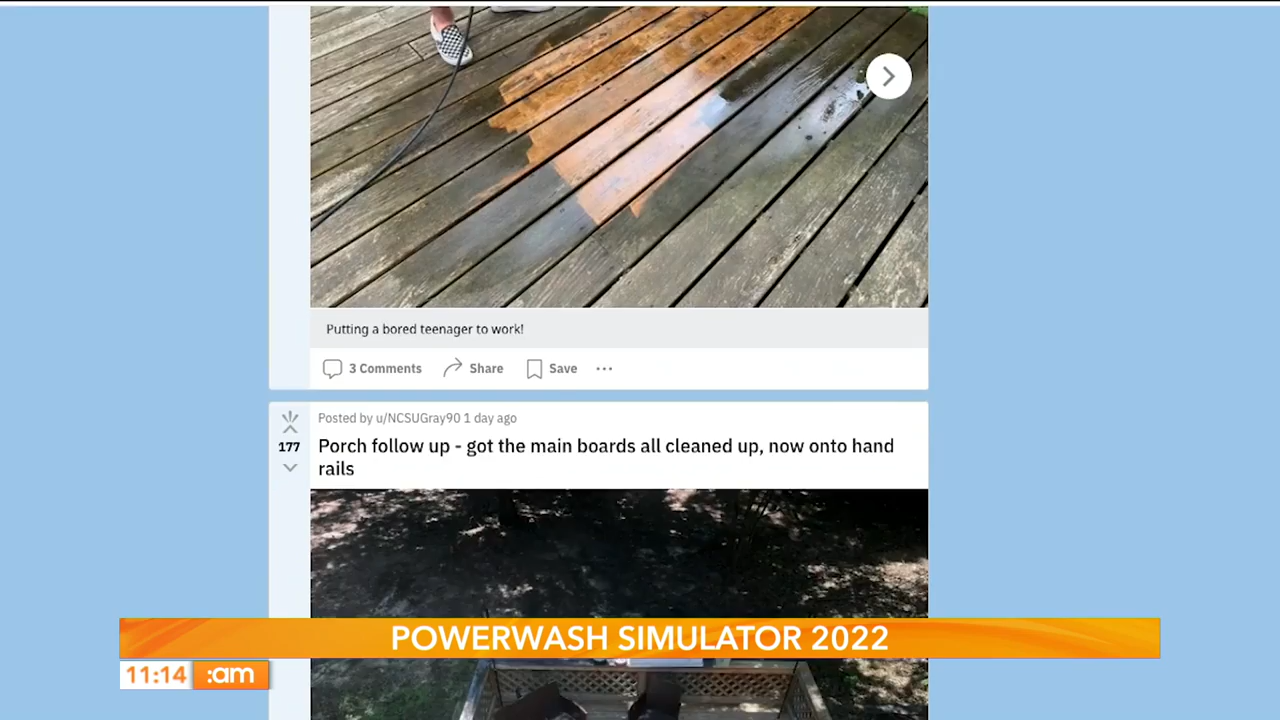 Putting a bored teenager to work!
3 Comments Share Save
Posted by u/NCSUGray90 1 day ago
177
Porch follow up - got the main boards all cleaned up, now onto hand
rails
POWERWASH SIMULATOR 2022
11:14 :am